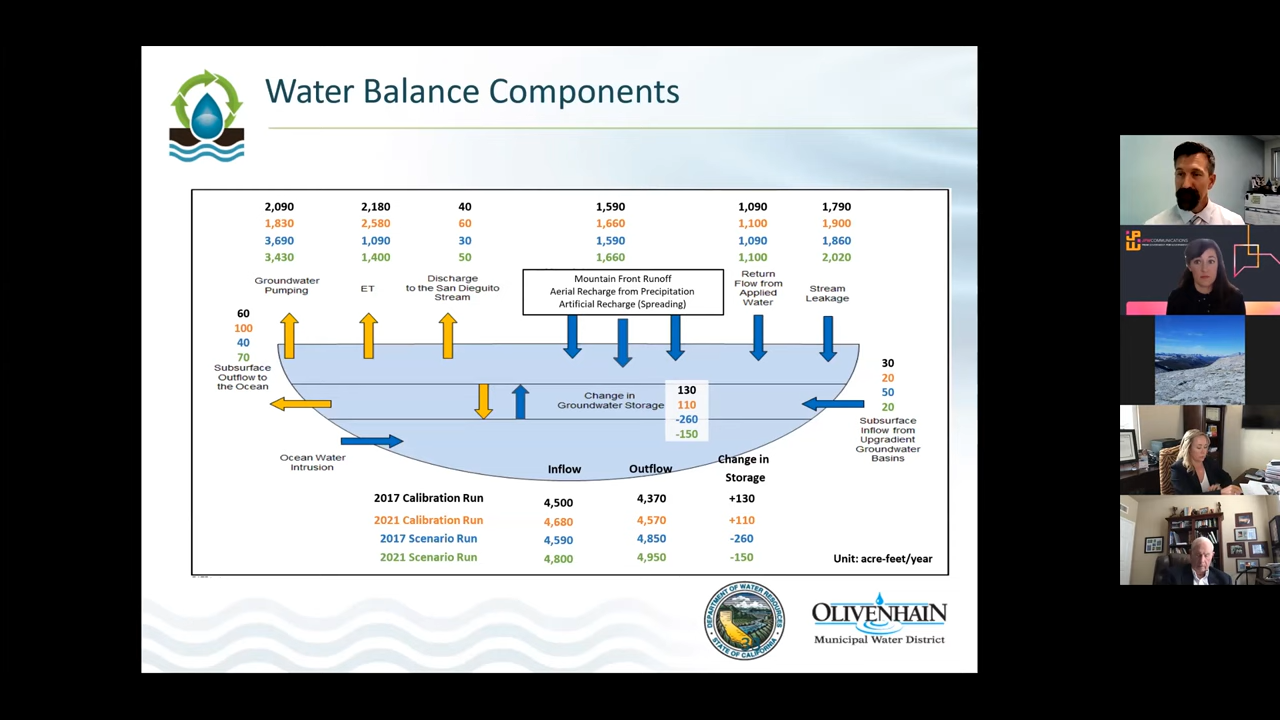 Water Balance Components
2,090 2,180 40 1,590 1,090 1,790
1,830 2,580 60 1,660 1,100 1,900
3,690 1,090 30 1,590 1,090 1,860
3,430 1,400 50 1,660 1,100 2,020
Groundwater
Pumping
ET
Discharge
to the San Dieguito
Stream
Mountain Front Runoff
Aerial Recharge from Precipitation
Artificial Recharge (Spreading)
Return
Flow from
Applied
Water
Stream
Leakage
60
100
40
70
Subsurface
Outflow to
the Ocean
Change in
Groundwater Storage
130
110
-260
-150
30
20
50
20
Subsurface
Inflow from
Upgradient
Groundwater
Basins
Ocean Water
Intrusion
Inflow Outflow Change in
Storage
2017 Calibration Run 4,500 4,370 +130
2021 Calibration Run 4,680 4,570 +110
2017 Scenario Run 4,590 4,850 -260
2021 Scenario Run 4,800 4,950 -150
Unit: acre-feet/year
DEPARTMENT OF WATER RESOURCES
STATE OF CALIFORNIA
OLIVENHAIN
Municipal Water District
JPW COMMUNICATIONS